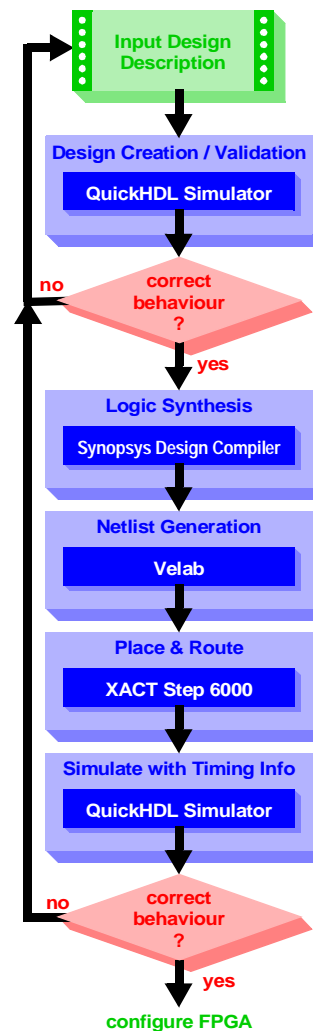 Input Design
Description
Design Creation / Validation
QuickHDL Simulator
no
correct
behaviour
?
yes
Logic Synthesis
Synopsys Design Compiler
Netlist Generation
Velab
Place & Route
XACT Step 6000
Simulate with Timing Info
QuickHDL Simulator
no
correct
behaviour
?
yes
configure FPGA